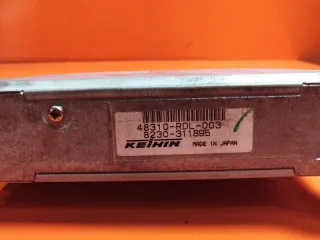 48310-RDL-003
8230-311895
KEIHIN MADE IN JAPAN